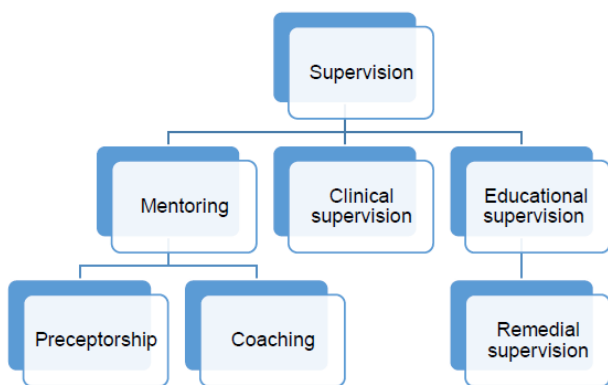 Supervision
Mentoring
Clinical
supervision
Educational
supervision
Preceptorship
Coaching
Remedial
supervision